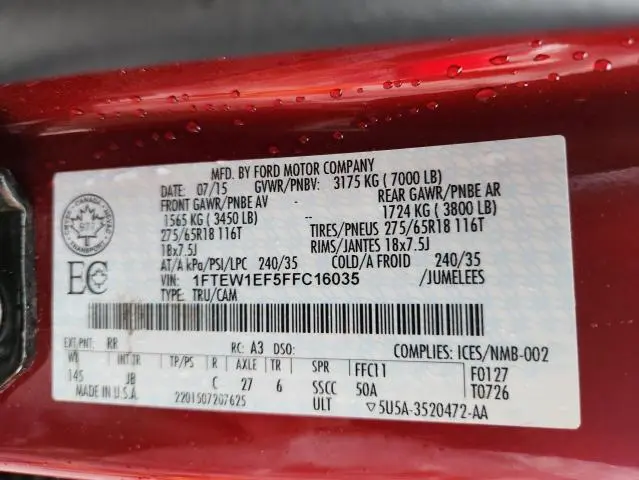 MFD. BY FORD MOTOR COMPANY
DATE: 07/15 GVWR/PNBV: 3175 KG ( 7000 LB)
FRONT GAWR/PNBE AV - REAR GAWR/PNBE AR
1565 KG ( 3450 LB) - 1724 KG ( 3800 LB)
275/65R18 116T TIRES/PNEUS 275/65R18 116T
18x7.5J RIMS/JANTES 18x7.5J
AT/A kPa/PSI/LPC 240/35 COLD/A FROID 240/35
VIN: 1FTEW1EF5FFC16035 /JUMELEES
TYPE: TRU/CAM
CANADA
TRANSPORT
EC
EXT PNT: RR RC: A3 DSO: COMPLIES: ICES/NMB-002
WB INT TR TP/PS R AXLE TR SPR FFC11 F0127
145 JB C 27 6 SSCC 50A T0726
MADE IN U.S.A. 2201507207625 ULT ▽5U5A-3520472-AA